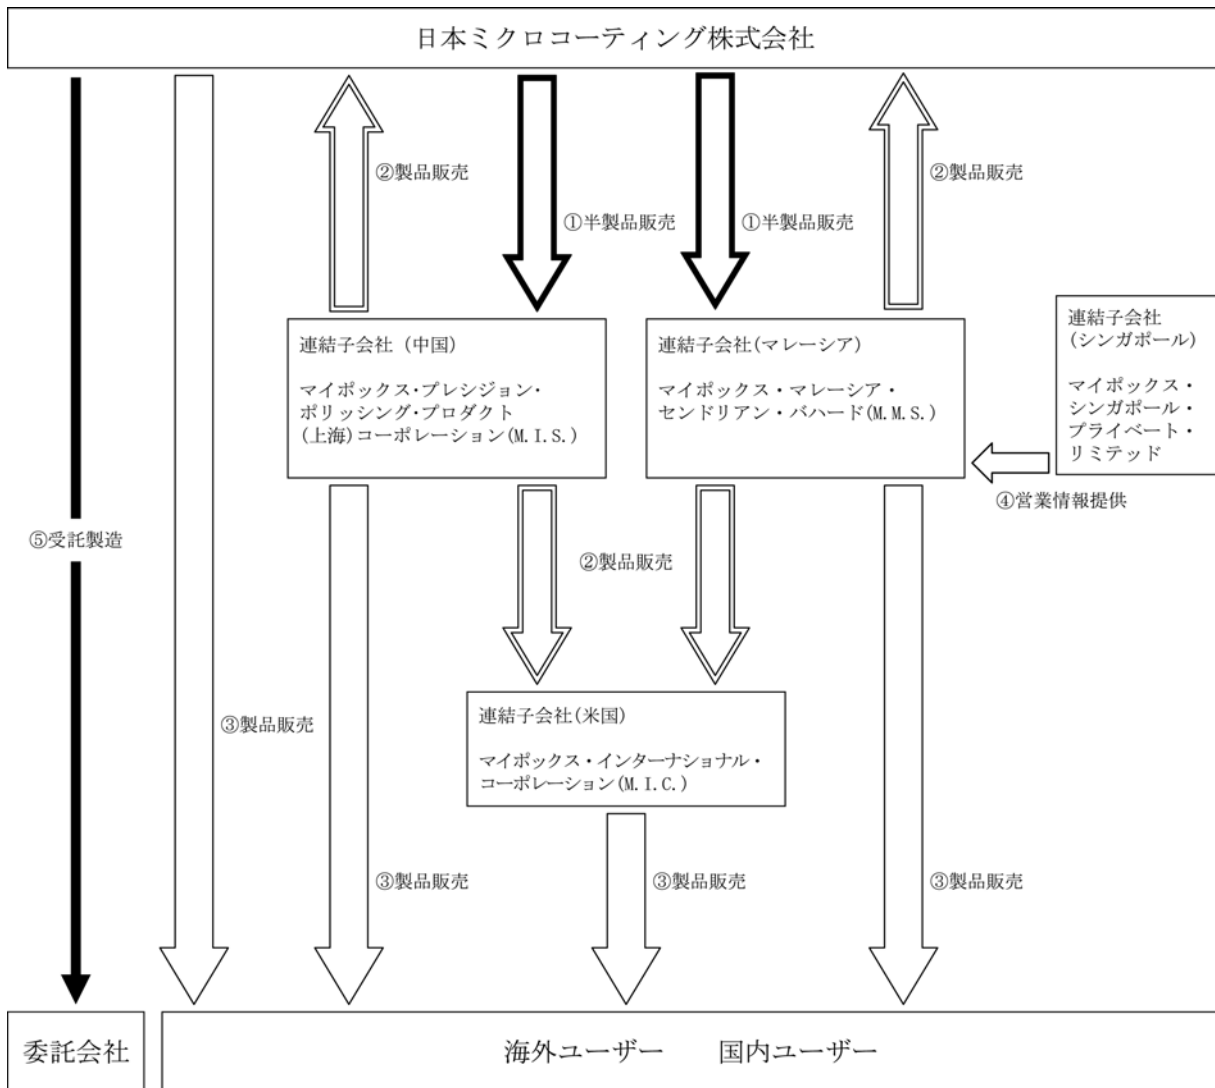 日本ミクロコーティング株式会社
②製品販売
②製品販売
①半製品販売
①半製品販売
連結子会社 (中国)
マイポックス・プレシジョン・
ポリッシング・プロダクト
(上海)コーポレーション(M.I.S.)
連結子会社(マレーシア)
マイポックス・マレーシア・
センドリアン・バハード(M.M.S.)
連結子会社
(シンガポール)
マイポックス・
シンガポール・
プライベート・
リミテッド
④営業情報提供
⑤受託製造
②製品販売
連結子会社(米国)
マイポックス・インターナショナル・
コーポレーション(M.I.C.)
③製品販売
③製品販売
③製品販売
③製品販売
委託会社
海外ユーザー 国内ユーザー